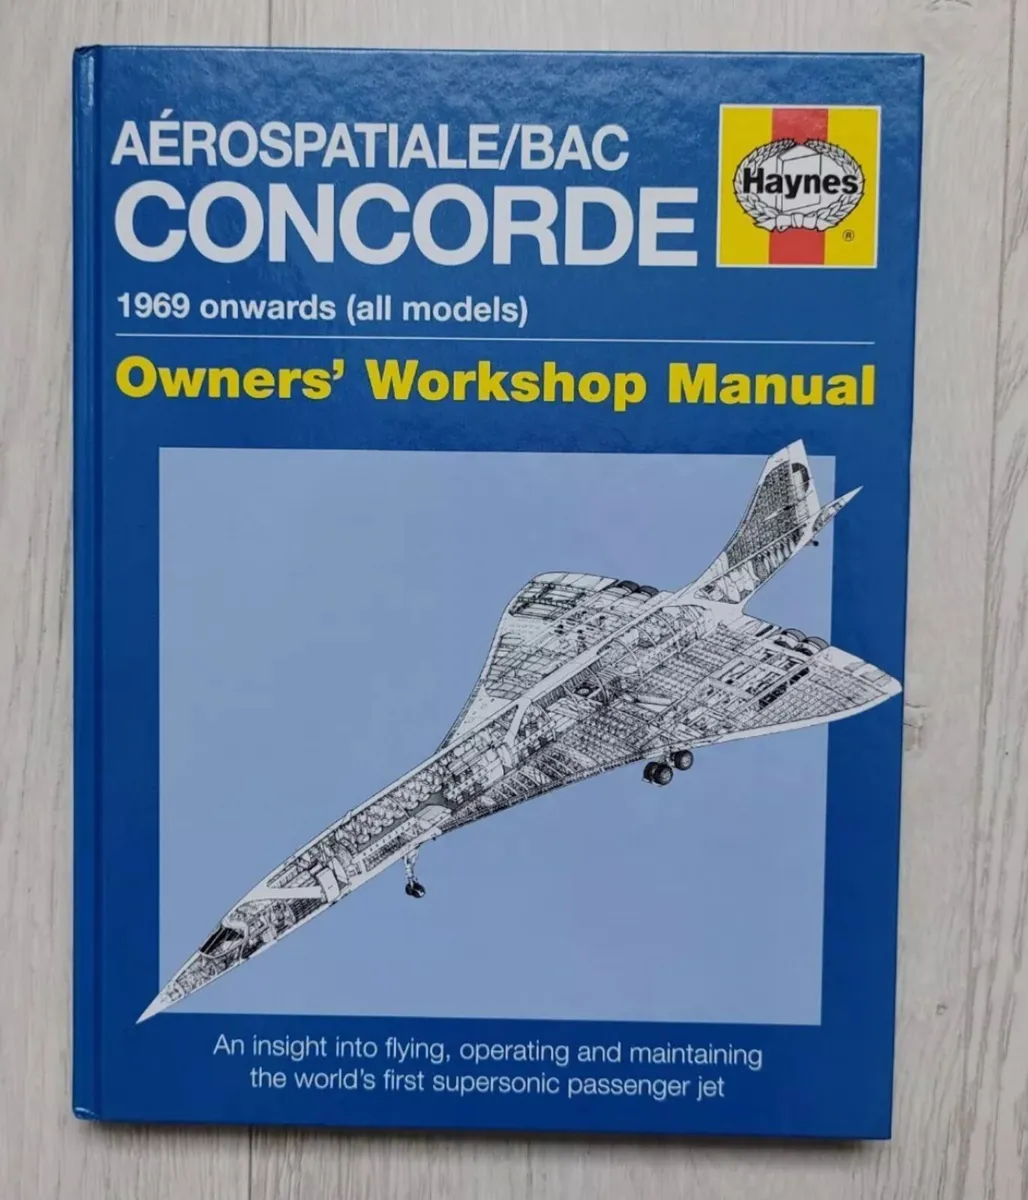 AÉROSPATIALE/BAC
CONCORDE
Haynes
®
1969 onwards (all models)
Owners' Workshop Manual
An insight into flying, operating and maintaining
the world's first supersonic passenger jet